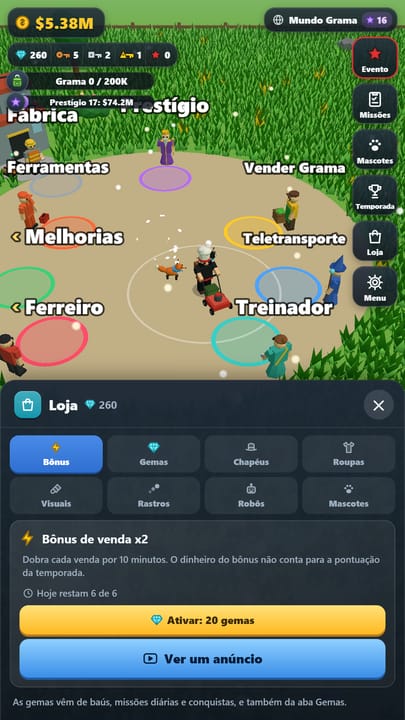 $5.38M
Mundo Grama
16
260
5
2
1
0
Grama 0 / 200K
Prestígio 17: $74.2M
Evento
Missões
Mascotes
Temporada
Loja
Menu
Fábrica
Prestígio
Ferramentas
Vender Grama
Melhorias
Teletransporte
Ferreiro
Treinador
Loja
260
Bônus
Gemas
Chapéus
Roupas
Visuais
Rastros
Robôs
Mascotes
Bônus de venda x2
Dobra cada venda por 10 minutos. O dinheiro do bônus não conta para a pontuação
da temporada.
Hoje restam 6 de 6
Ativar: 20 gemas
Ver um anúncio
As gemas vêm de baús, missões diárias e conquistas, e também da aba Gemas.